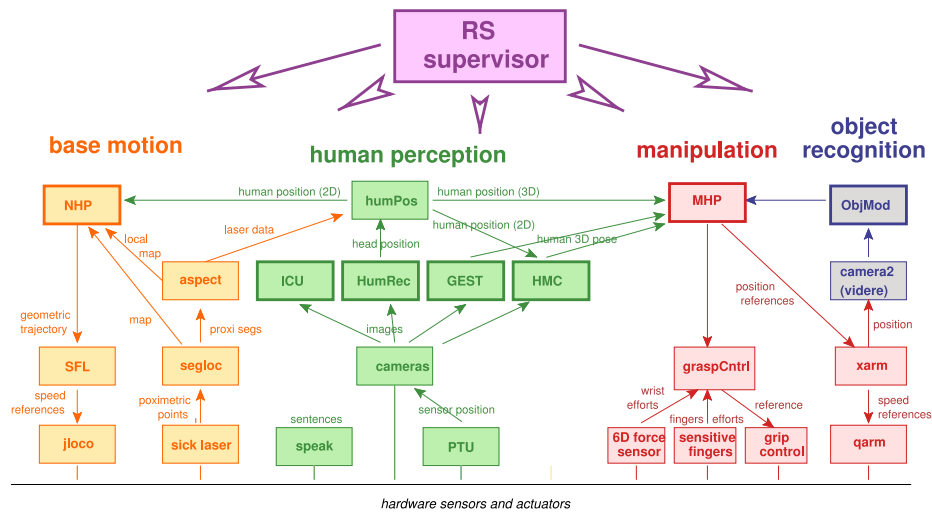 RS
supervisor
base motion
human perception
manipulation
object
recognition
NHP
human position (2D)
humPos
human position (3D)
MHP
ObjMod
local
map
laser data
head position
human position (2D)
human 3D pose
aspect
ICU
HumRec
GEST
HMC
camera2
(videre)
position
references
geometric
trajectory
map
proxi segs
images
position
SFL
segloc
cameras
graspCntrl
xarm
speed
references
poximetric
points
sentences
sensor position
wrist
efforts
fingers efforts
reference
speed
references
jloco
sick laser
speak
PTU
6D force
sensor
sensitive
fingers
grip
control
qarm
hardware sensors and actuators